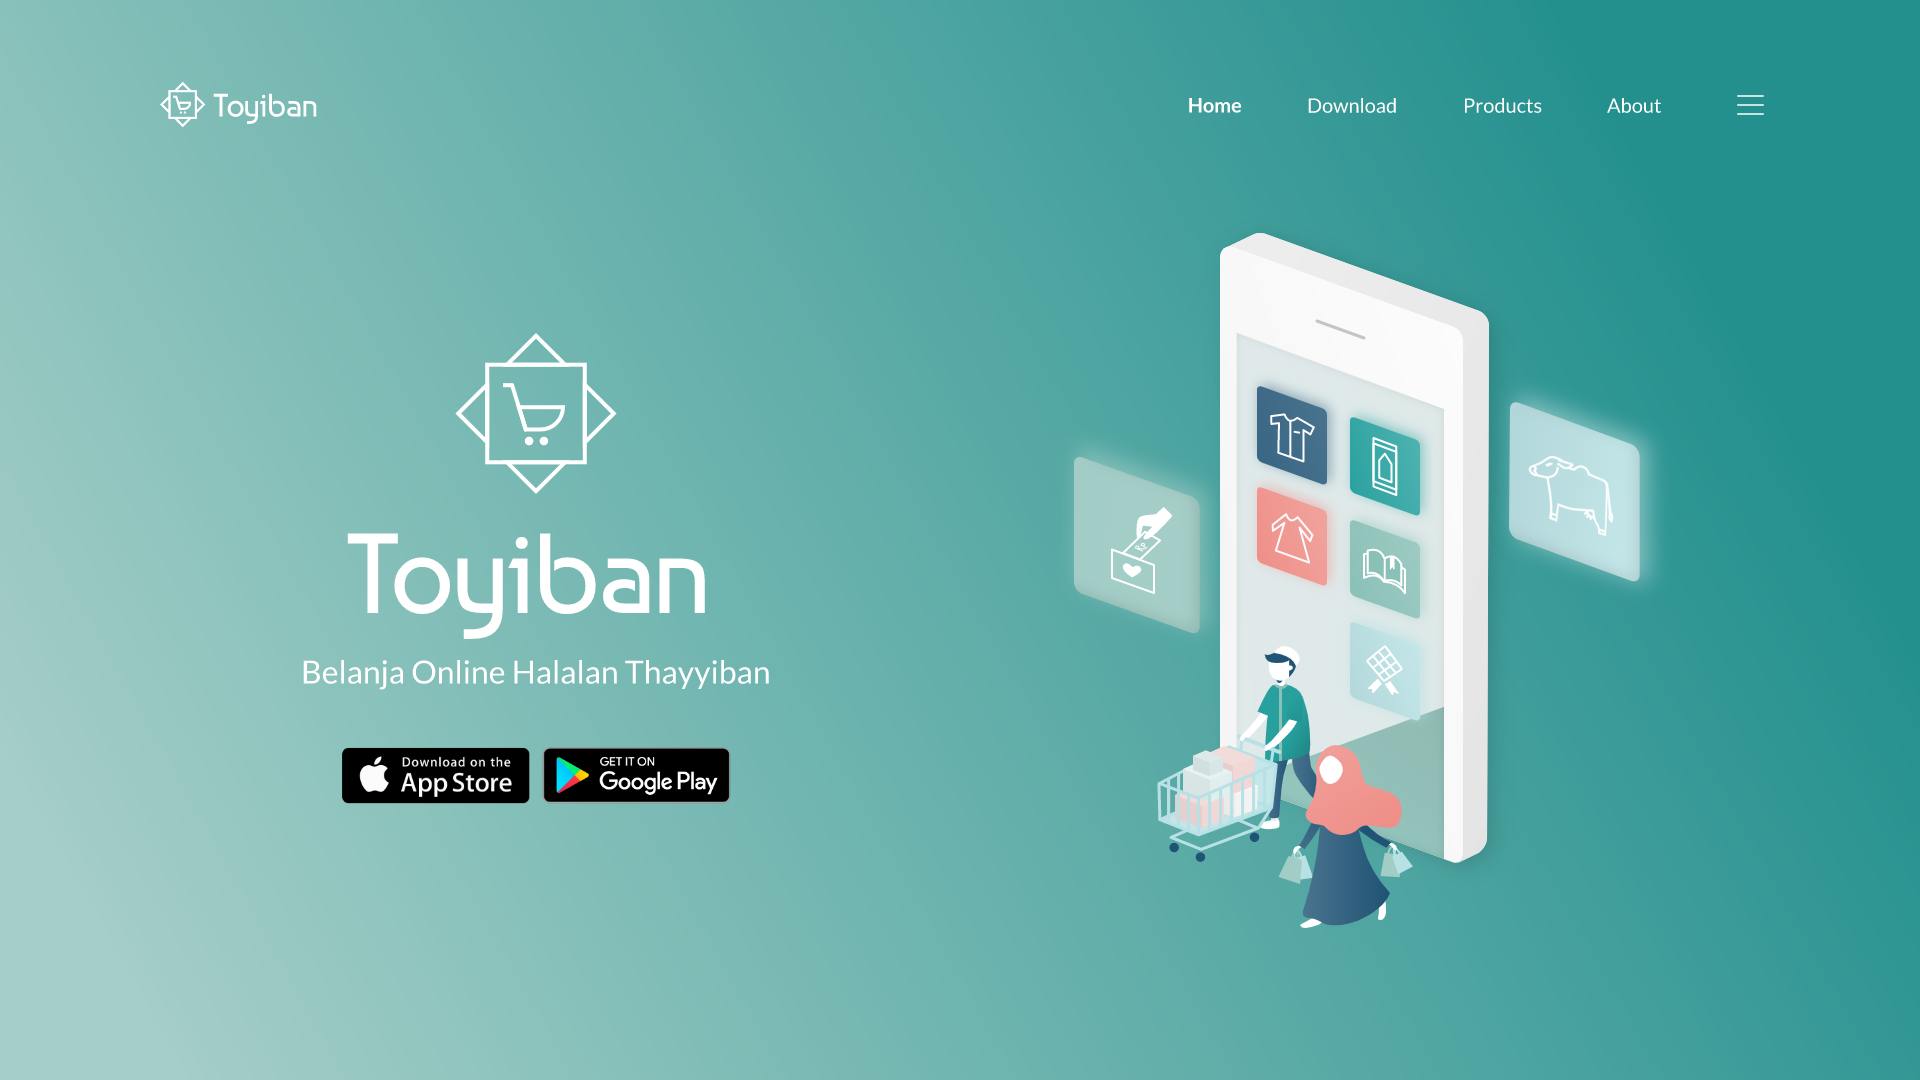 Toyiban
Home
Download
Products
About
Toyiban
Belanja Online Halalan Thayyiban
Download on the
App Store
GET IT ON
Google Play
Rp